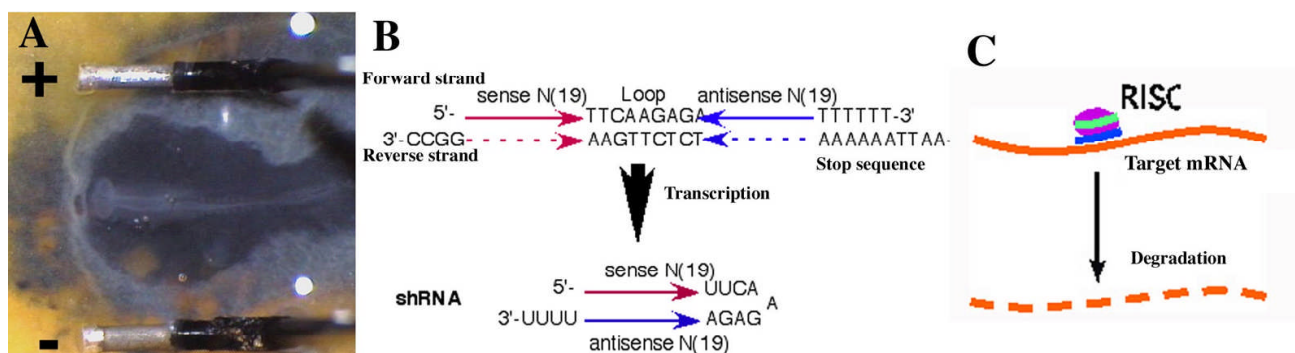 A
+
-
B
Forward strand
sense N(19) Loop antisense N(19)
5'- TTCAAGAGA TTTTTT-3'
3'-CCGG AAGTTCTCT AAAAAATTAA-
Reverse strand Stop sequence
Transcription
sense N(19)
shRNA 5'- UUCA
A
3'-UUUU AGAG
antisense N(19)
C
RISC
Target mRNA
Degradation